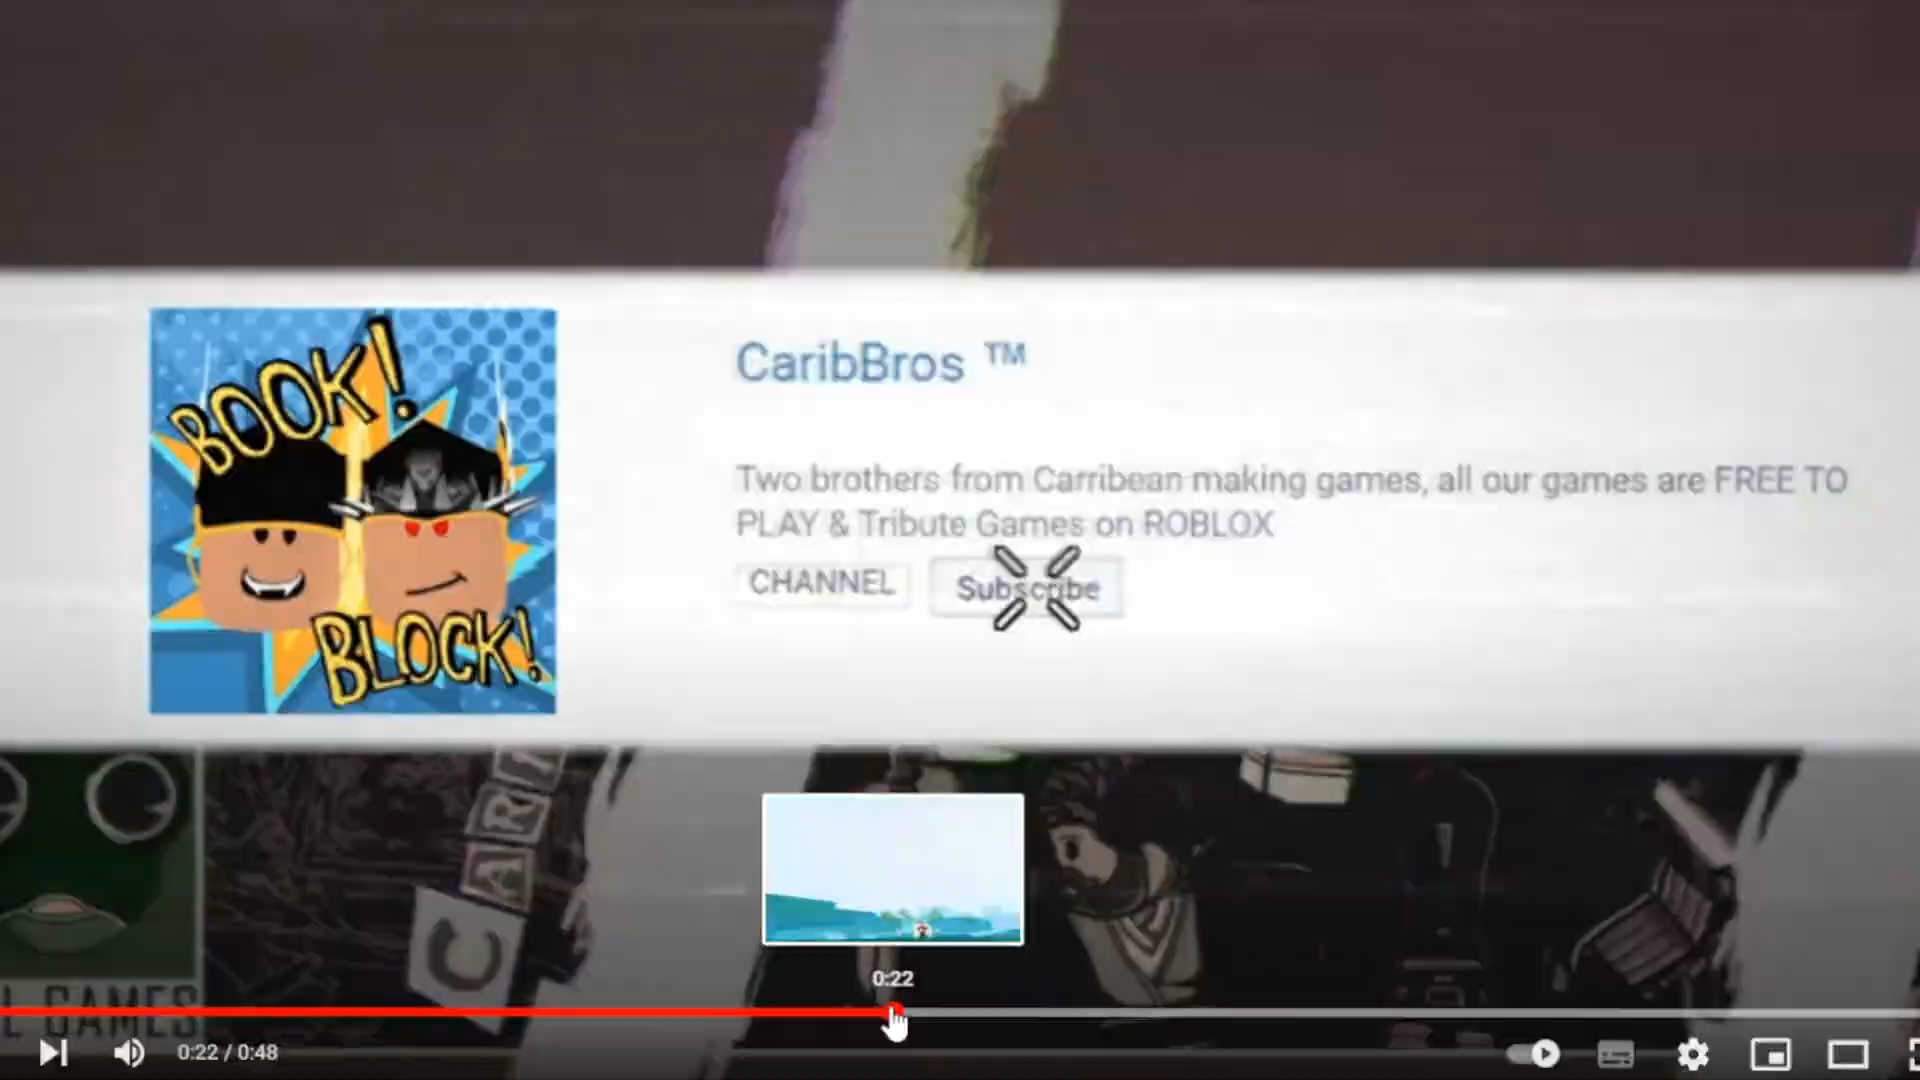 BOOK!
BLOCK!
CaribBros ™
Two brothers from Carribean making games, all our games are FREE TO
PLAY & Tribute Games on ROBLOX
CHANNEL
Subscribe
C
A
R
L GAMES
0:22
0:22 / 0:48